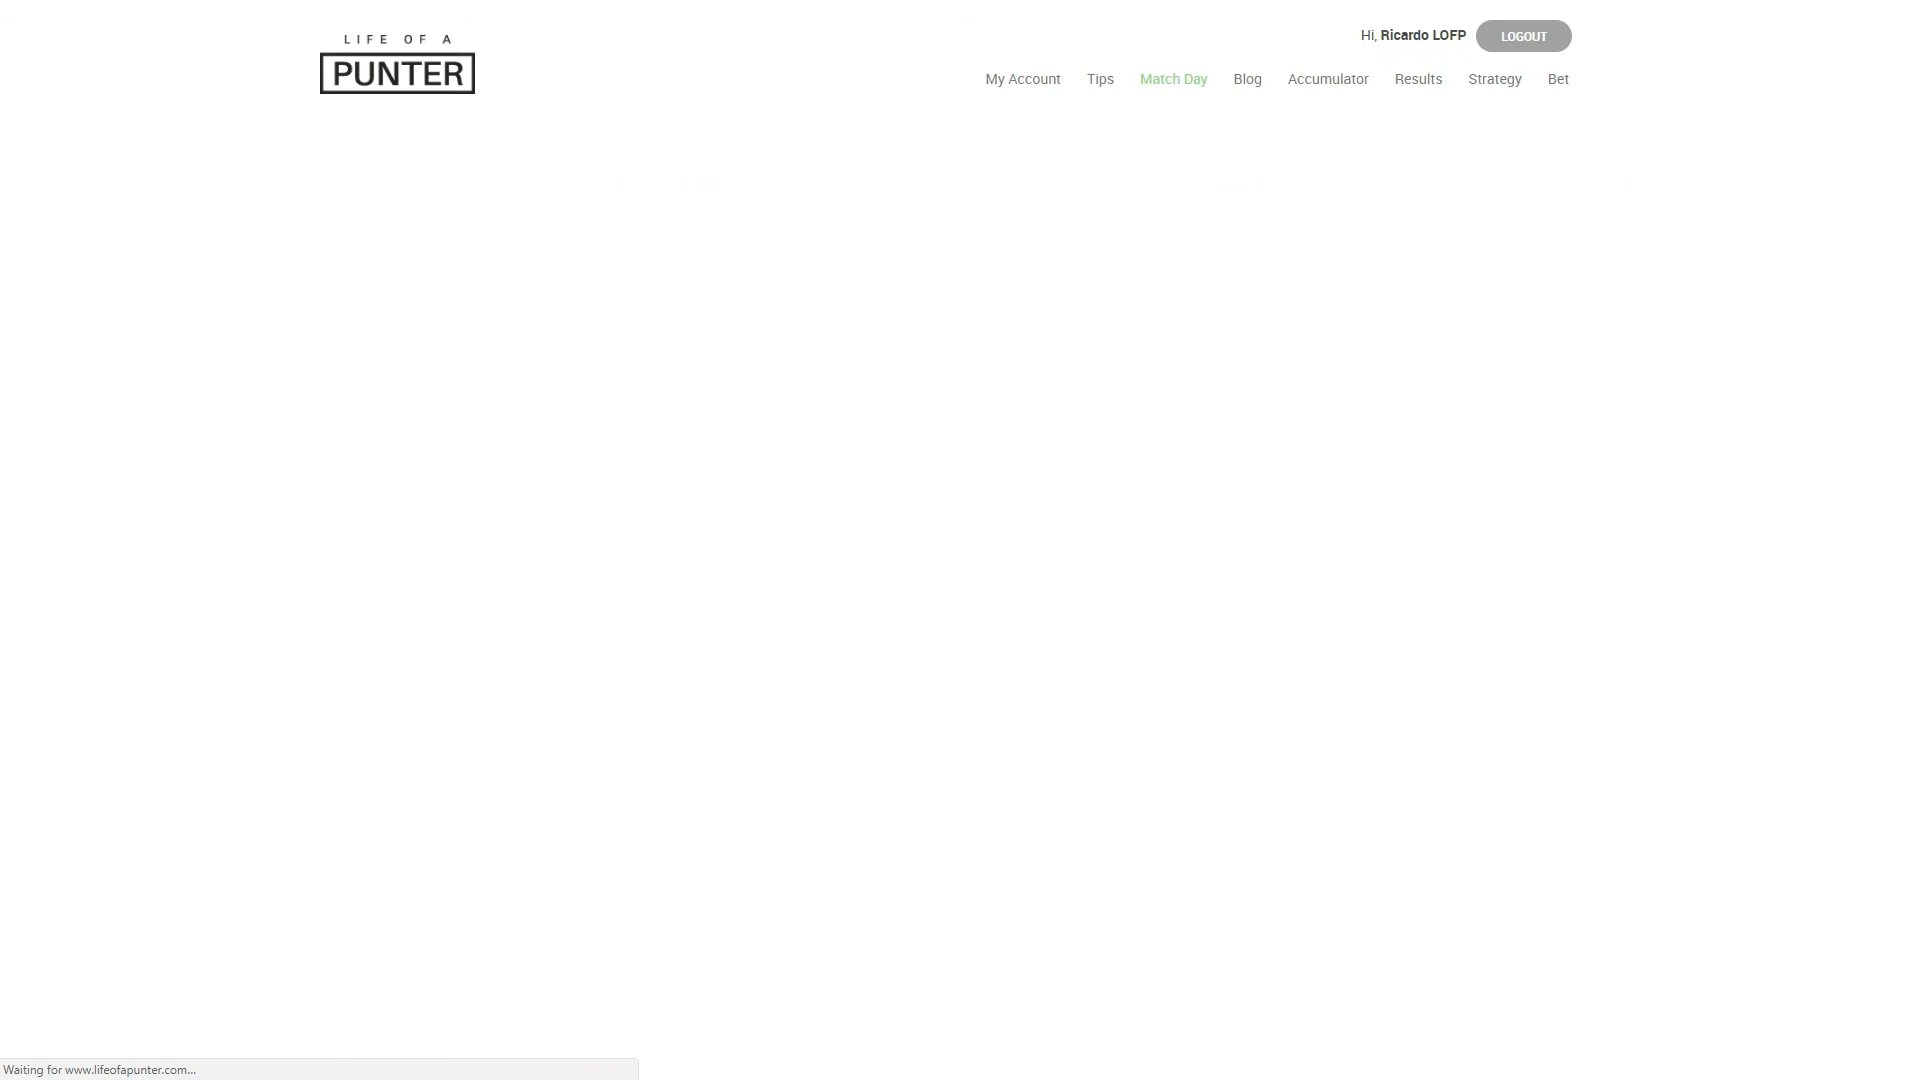 LIFE OF A
PUNTER
Hi, Ricardo LOFP
LOGOUT
My Account
Tips
Match Day
Blog
Accumulator
Results
Strategy
Bet
Waiting for www.lifeofapunter.com...